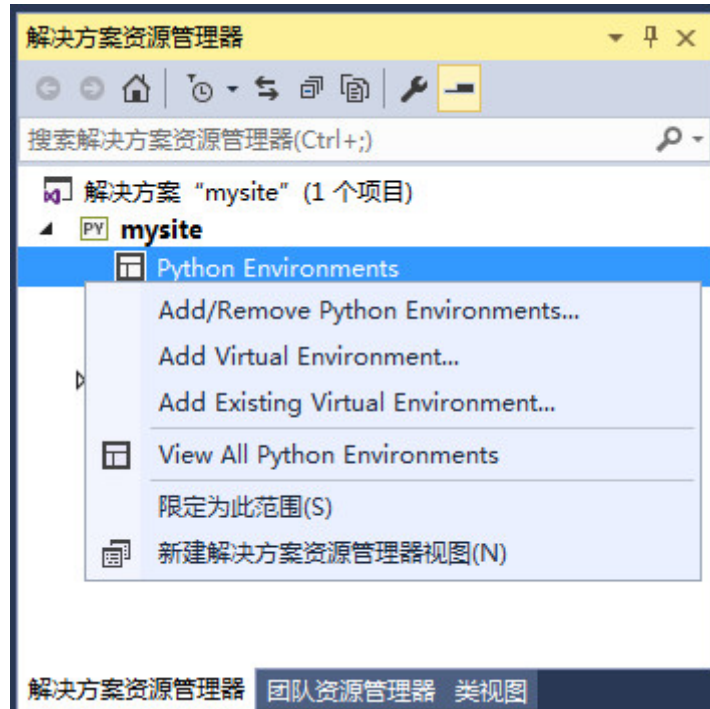 解决方案资源管理器
搜索解决方案资源管理器(Ctrl+;)
解决方案“mysite”(1 个项目)
PY mysite
Python Environments
Add/Remove Python Environments...
Add Virtual Environment...
Add Existing Virtual Environment...
View All Python Environments
限定为此范围(S)
新建解决方案资源管理器视图(N)
解决方案资源管理器 团队资源管理器 类视图